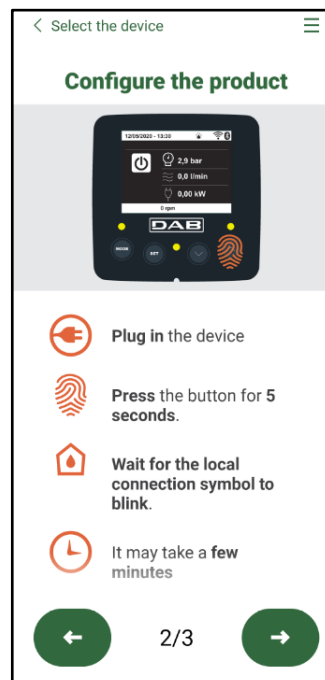 Select the device
Configure the product
12/05/2020 - 13:30
2,9 bar
0,0 l/min
0,00 kW
0 rpm
DAB
MODE
SET
Plug in the device
Press the button for 5
seconds.
Wait for the local
connection symbol to
blink.
It may take a few
minutes
2/3